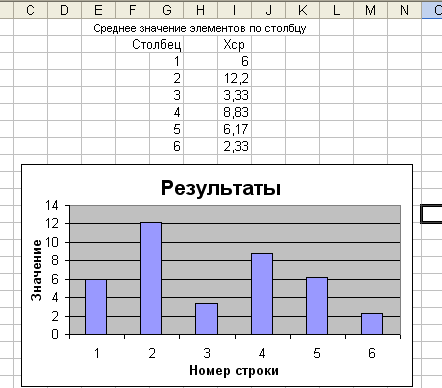 C D E F G H I J K L M N O
Среднее значение элементов по столбцу
Столбец Xср
1 6
2 12,2
3 3,33
4 8,83
5 6,17
6 2,33
Результаты
14
12
10
8
6
4
2
0
Значение
1 2 3 4 5 6
Номер строки